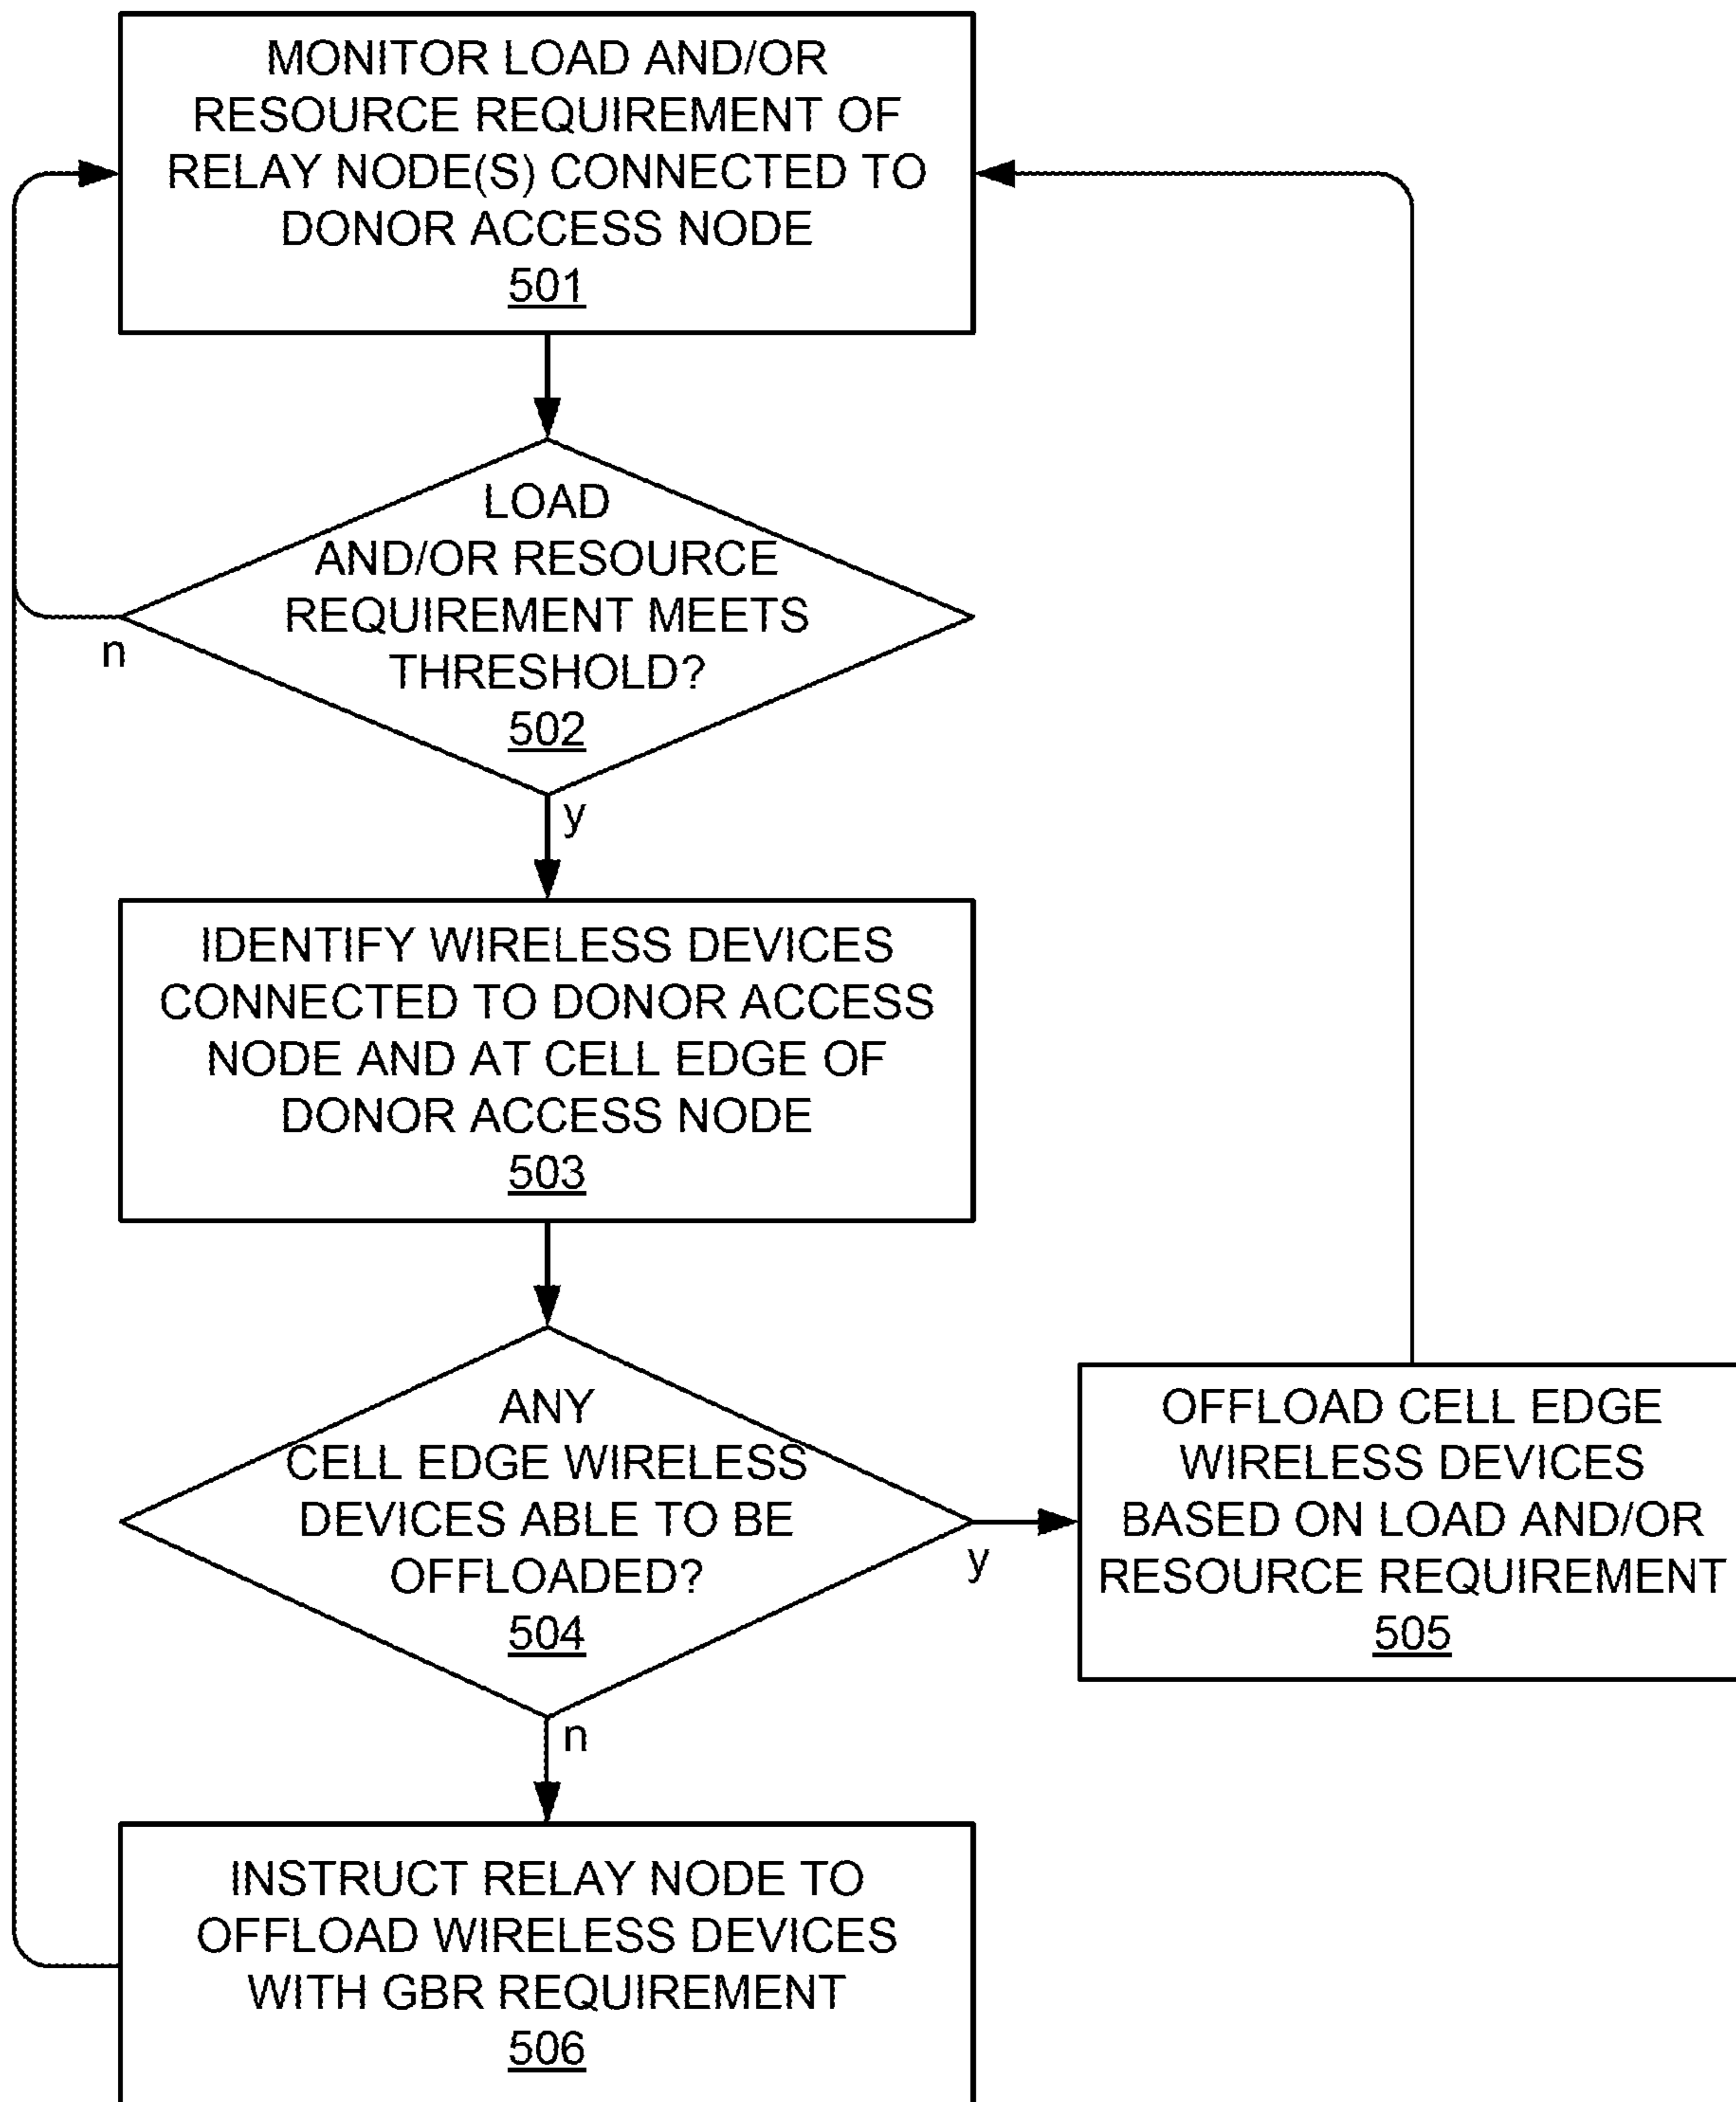 MONITOR LOAD AND/OR
RESOURCE REQUIREMENT OF
RELAY NODE(S) CONNECTED TO
DONOR ACCESS NODE
501
LOAD
AND/OR RESOURCE
REQUIREMENT MEETS
THRESHOLD?
502
n
y
IDENTIFY WIRELESS DEVICES
CONNECTED TO DONOR ACCESS
NODE AND AT CELL EDGE OF
DONOR ACCESS NODE
503
ANY
CELL EDGE WIRELESS
DEVICES ABLE TO BE
OFFLOADED?
504
y
n
OFFLOAD CELL EDGE
WIRELESS DEVICES
BASED ON LOAD AND/OR
RESOURCE REQUIREMENT
505
INSTRUCT RELAY NODE TO
OFFLOAD WIRELESS DEVICES
WITH GBR REQUIREMENT
506